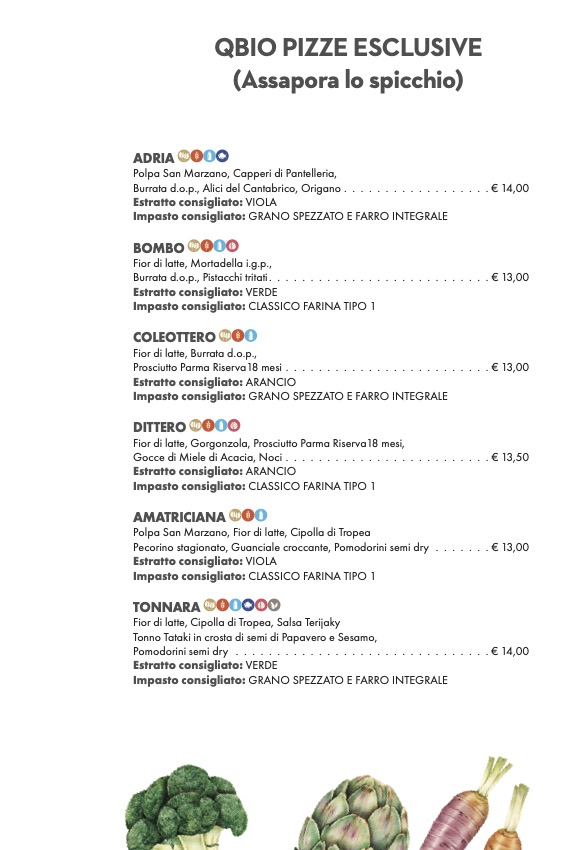 QBIO PIZZE ESCLUSIVE
(Assapora lo spicchio)
ADRIA
Polpa San Marzano, Capperi di Pantelleria,
Burrata d.o.p., Alici del Cantabrico, Origano . . . . . . . . . . . . . . . . . € 14,00
Estratto consigliato: VIOLA
Impasto consigliato: GRANO SPEZZATO E FARRO INTEGRALE
BOMBO
Fior di latte, Mortadella i.g.p.,
Burrata d.o.p., Pistacchi tritati. . . . . . . . . . . . . . . . . . . . . . . . . . € 13,00
Estratto consigliato: VERDE
Impasto consigliato: CLASSICO FARINA TIPO 1
COLEOTTERO
Fior di latte, Burrata d.o.p.,
Prosciutto Parma Riserva18 mesi . . . . . . . . . . . . . . . . . . . . . . . . € 13,00
Estratto consigliato: ARANCIO
Impasto consigliato: GRANO SPEZZATO E FARRO INTEGRALE
DITTERO
Fior di latte, Gorgonzola, Prosciutto Parma Riserva18 mesi,
Gocce di Miele di Acacia, Noci . . . . . . . . . . . . . . . . . . . . . . . . € 13,50
Estratto consigliato: ARANCIO
Impasto consigliato: CLASSICO FARINA TIPO 1
AMATRICIANA
Polpa San Marzano, Fior di latte, Cipolla di Tropea
Pecorino stagionato, Guanciale croccante, Pomodorini semi dry . . . . . . . € 13,00
Estratto consigliato: VIOLA
Impasto consigliato: CLASSICO FARINA TIPO 1
TONNARA
Fior di latte, Cipolla di Tropea, Salsa Terijaky
Tonno Tataki in crosta di semi di Papavero e Sesamo,
Pomodorini semi dry . . . . . . . . . . . . . . . . . . . . . . . . . . . . . . € 14,00
Estratto consigliato: VERDE
Impasto consigliato: GRANO SPEZZATO E FARRO INTEGRALE